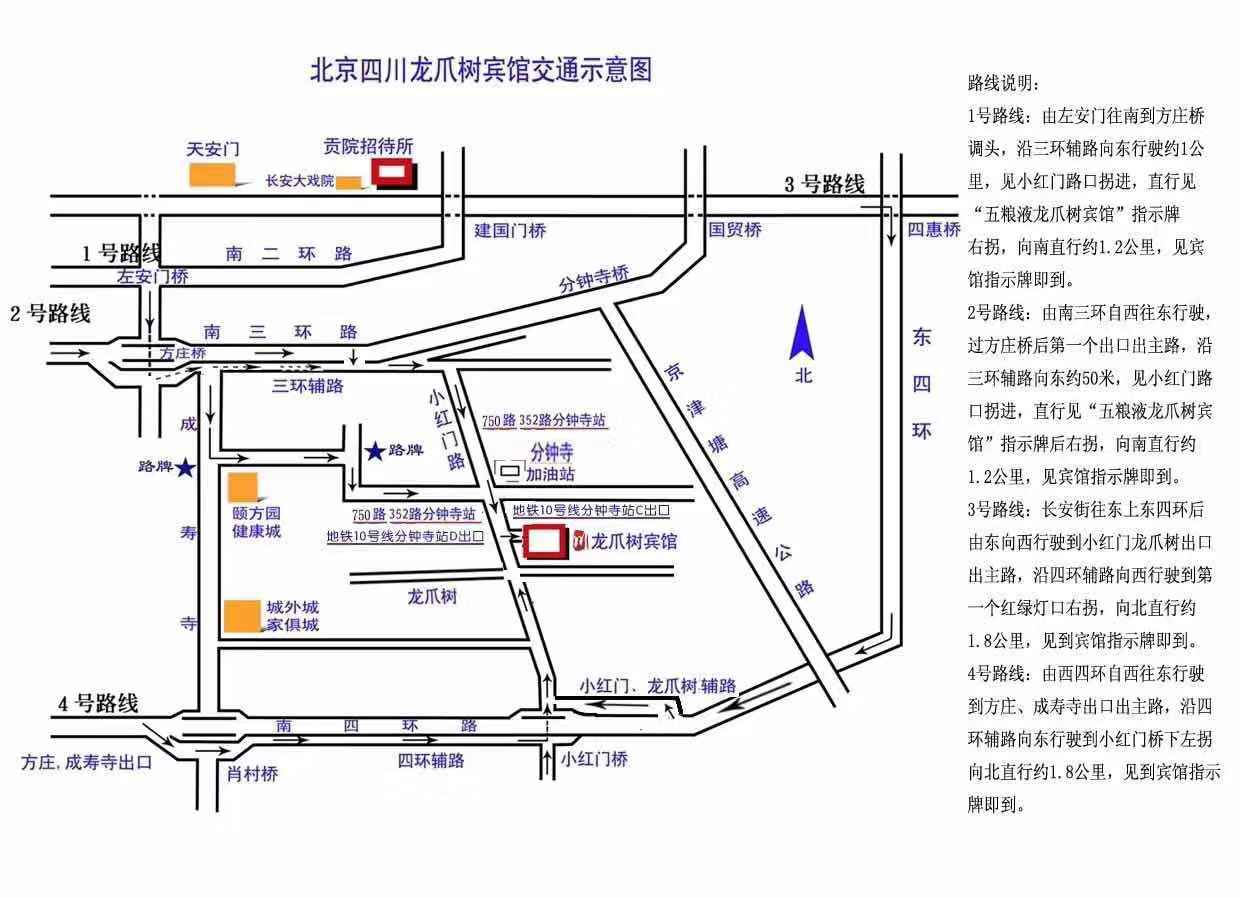 北京四川龙爪树宾馆交通示意图
天安门
贡院招待所
长安大戏院
3号路线
建国门桥
国贸桥
四惠桥
1号路线
南二环路
左安门桥
分钟寺桥
2号路线
南三环路
方庄桥
三环辅路
东四环
北
京津塘高速公路
小红门路
成寿寺
750路 352路分钟寺站
路牌
路牌
分钟寺
加油站
颐方园
健康城
750路 352路分钟寺站
地铁10号线分钟寺站D出口
地铁10号线分钟寺站C出口
川龙爪树宾馆
龙爪树
城外城
家俱城
小红门、龙爪树辅路
4号路线
南四环路
方庄,成寿寺出口
肖村桥
四环辅路
小红门桥
路线说明:
1号路线: 由左安门往南到方庄桥
调头, 沿三环辅路向东行驶约1公
里, 见小红门路口拐进, 直行见
“五粮液龙爪树宾馆”指示牌
右拐, 向南直行约1.2公里, 见宾
馆指示牌即到。
2号路线: 由南三环自西往东行驶,
过方庄桥后第一个出口出主路, 沿
三环辅路向东约50米, 见小红门路
口拐进, 直行见“五粮液龙爪树宾
馆”指示牌后右拐, 向南直行约
1.2公里, 见宾馆指示牌即到。
3号路线: 长安街往东上东四环后
由东向西行驶到小红门龙爪树出口
出主路, 沿四环辅路向西行驶到第
一个红绿灯口右拐, 向北直行约
1.8公里, 见到宾馆指示牌即到。
4号路线: 由西四环自西往东行驶
到方庄、成寿寺出口出主路, 沿四
环辅路向东行驶到小红门桥下左拐
向北直行约1.8公里, 见到宾馆指示
牌即到。